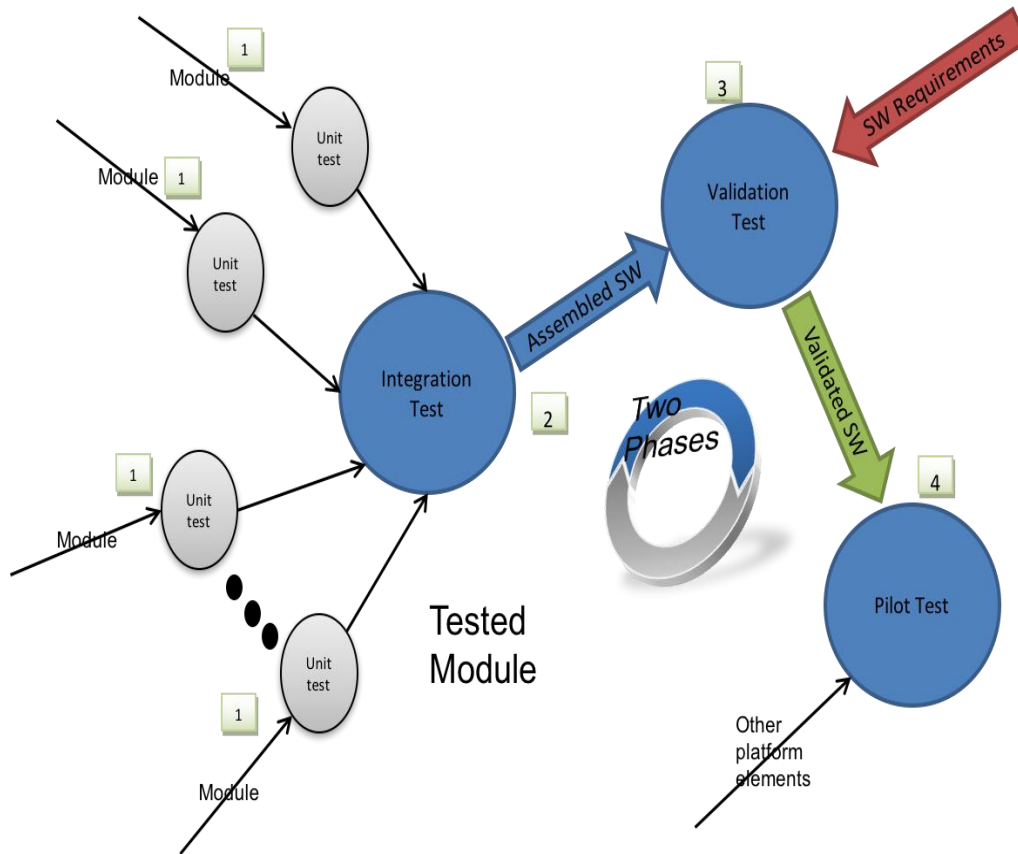 1
Module
Unit
test
1
Module
Unit
test
1
Module
Unit
test
1
Module
Unit
test
Tested
Module
Integration
Test
2
Assembled SW
3
Validation
Test
SW Requirements
Two
Phases
Validated SW
4
Pilot Test
Other
platform
elements